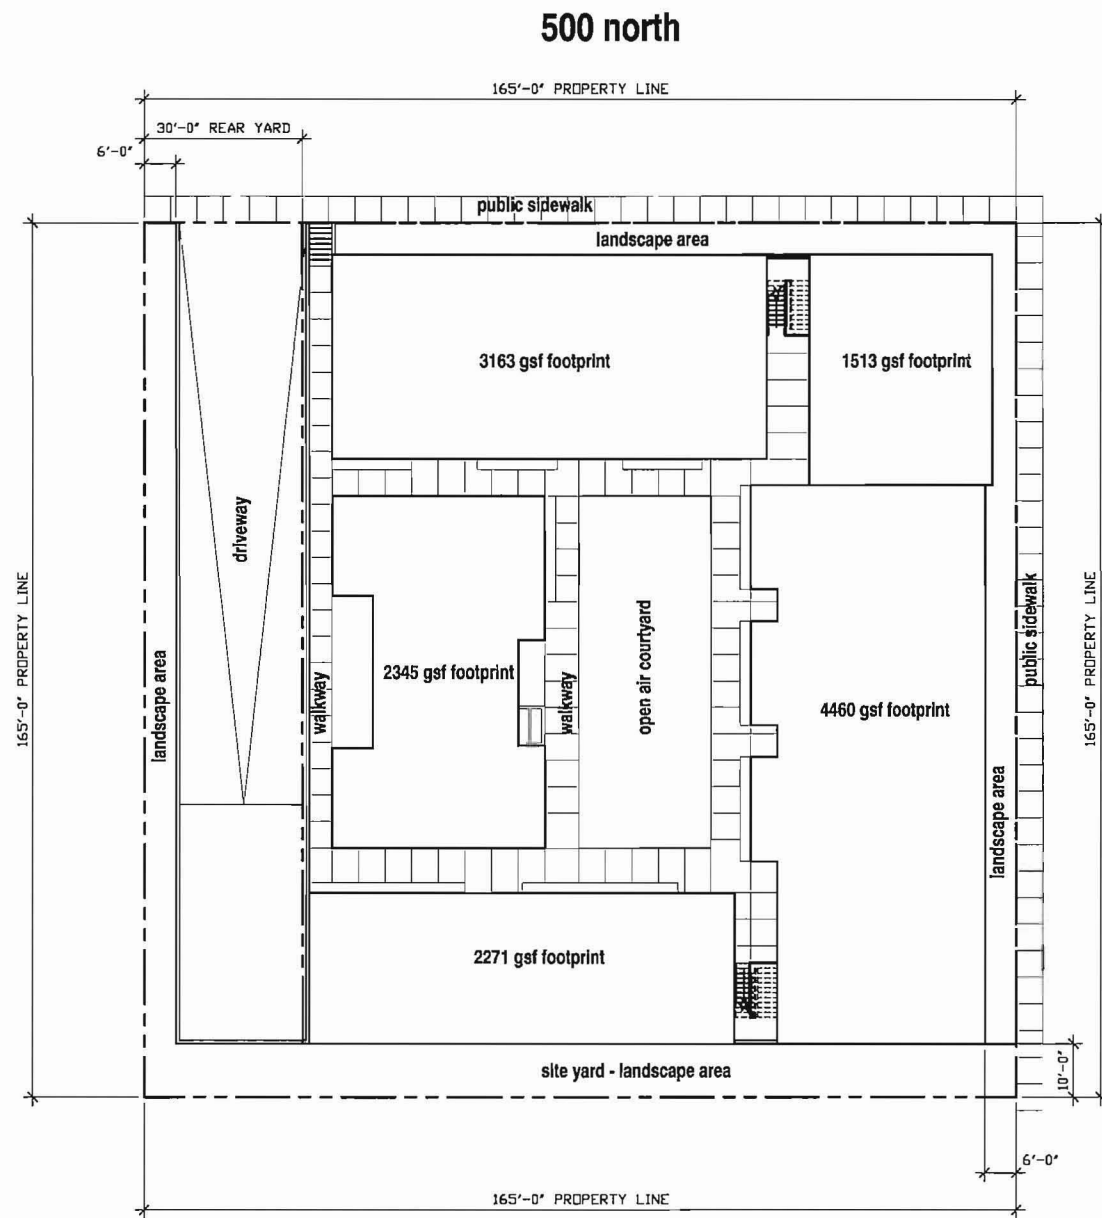 500 north
165'-0" PROPERTY LINE
30'-0" REAR YARD
6'-0"
public sidewalk
landscape area
3163 gsf footprint
1513 gsf footprint
driveway
165'-0" PROPERTY LINE
landscape area
walkway
2345 gsf footprint
walkway
open air courtyard
4460 gsf footprint
public sidewalk
165'-0" PROPERTY LINE
landscape area
2271 gsf footprint
site yard - landscape area
10'-0"
6'-0"
165'-0" PROPERTY LINE